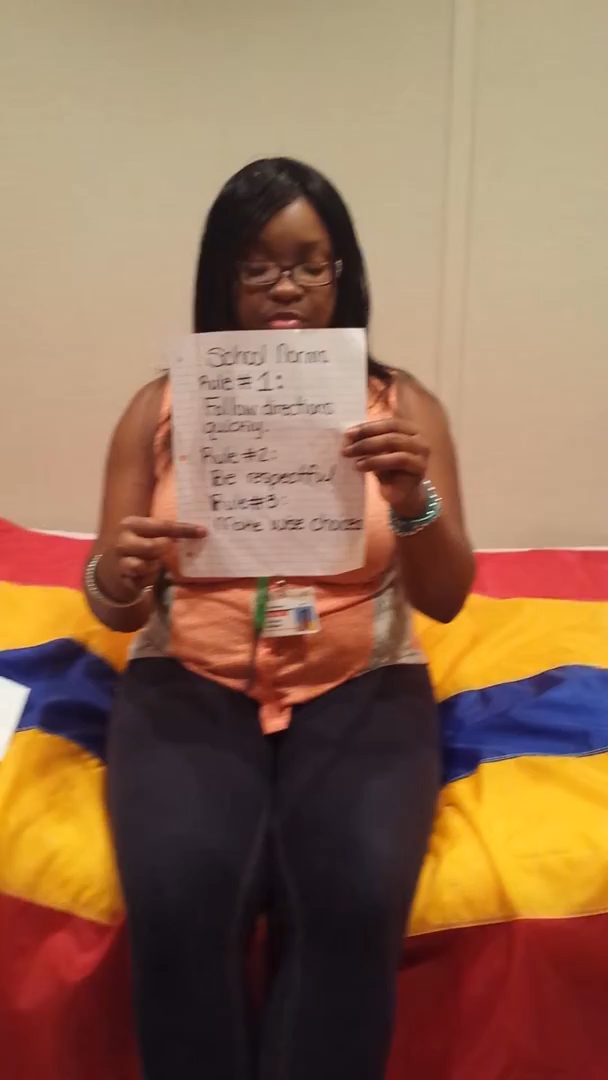 School Norms
Rule # 1:
Follow directions
quickly.
Rule #2:
Be respectful
Rule #3:
Make wise choices